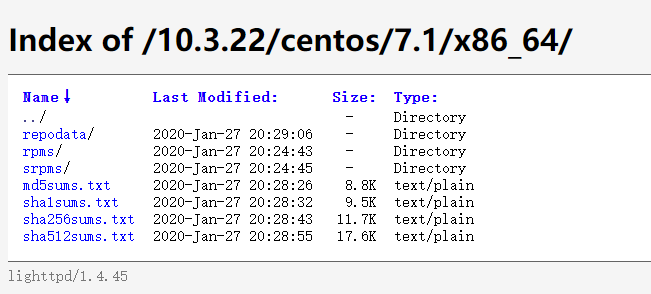 Index of /10.3.22/centos/7.1/x86_64/
Name↓ Last Modified: Size: Type:
../ - Directory
repodata/ 2020-Jan-27 20:29:06 - Directory
rpms/ 2020-Jan-27 20:24:43 - Directory
srpms/ 2020-Jan-27 20:24:45 - Directory
md5sums.txt 2020-Jan-27 20:28:26 8.8K text/plain
sha1sums.txt 2020-Jan-27 20:28:32 9.5K text/plain
sha256sums.txt 2020-Jan-27 20:28:43 11.7K text/plain
sha512sums.txt 2020-Jan-27 20:28:55 17.6K text/plain
lighttpd/1.4.45